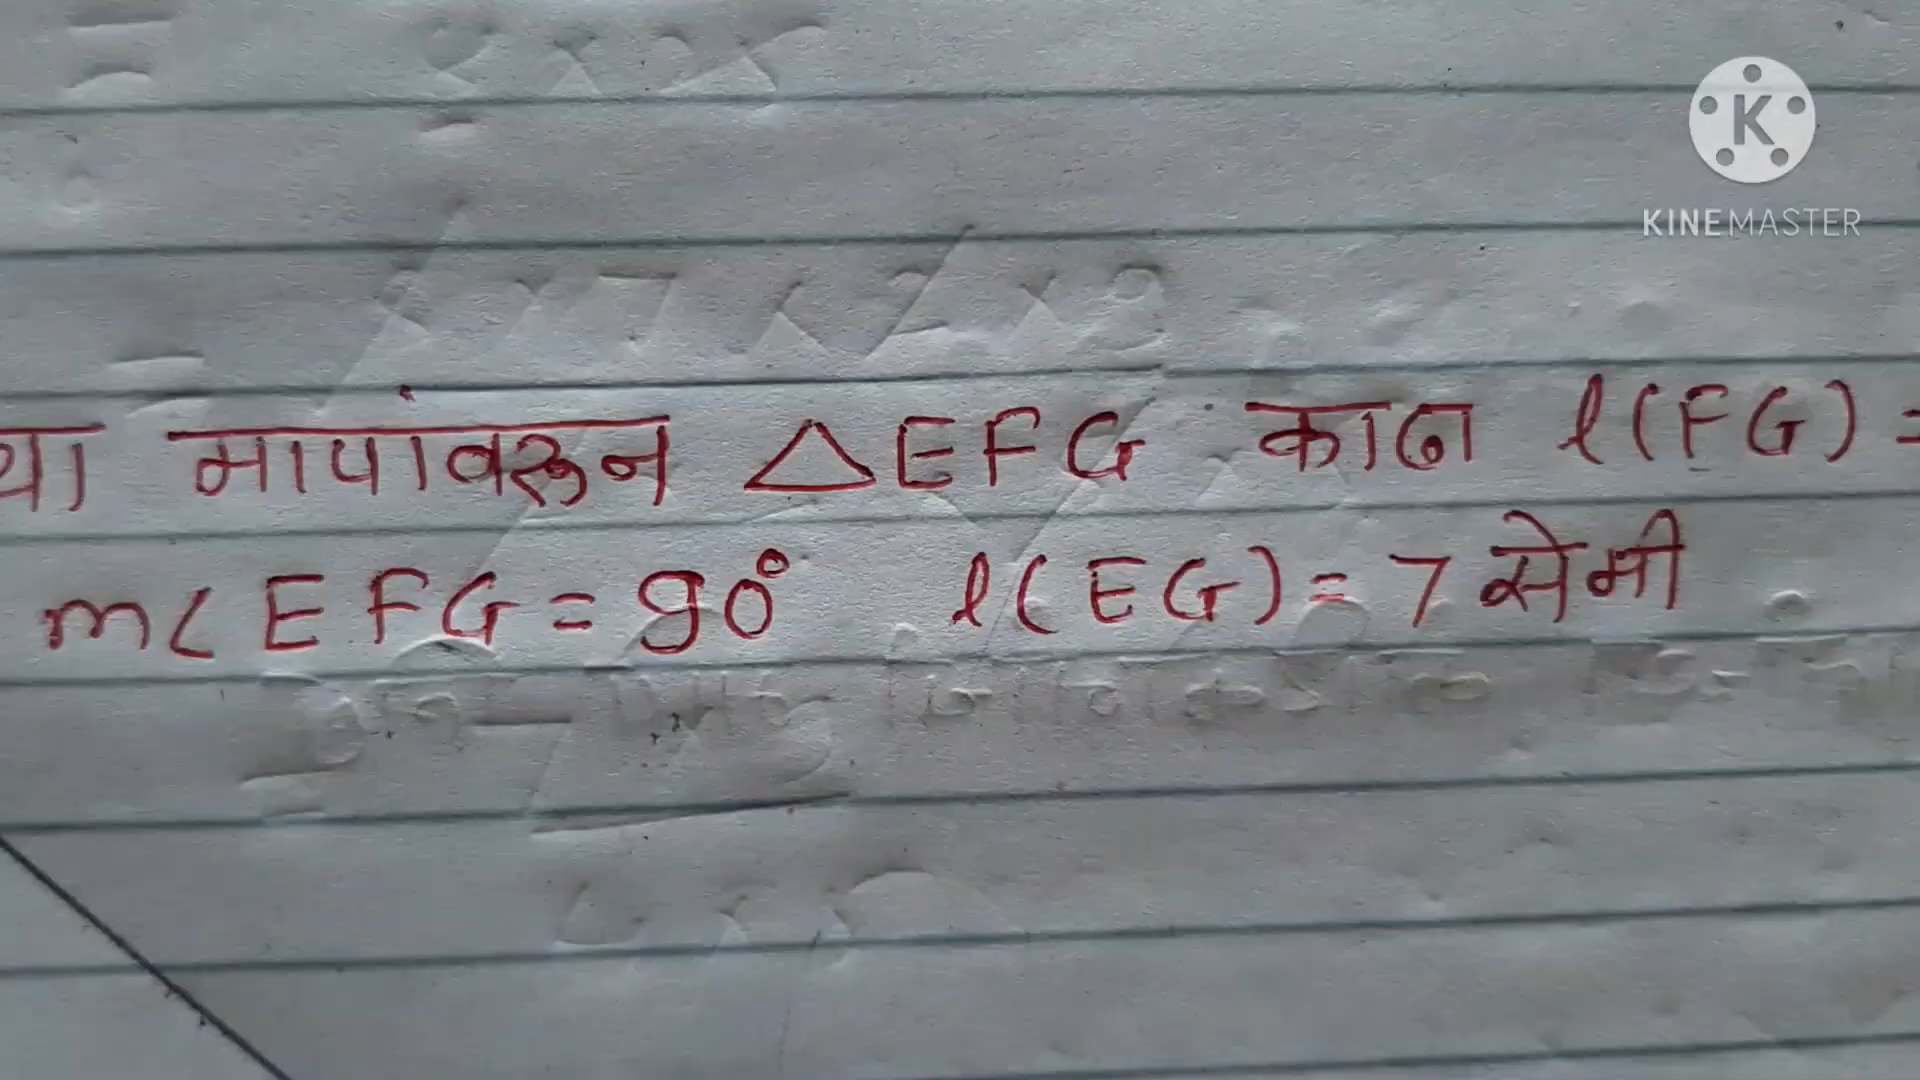 K
KINEMASTER
या मापांवरून △EFG काढा l(FG) =
m∠EFG = 90° l(EG) = 7 सेमी